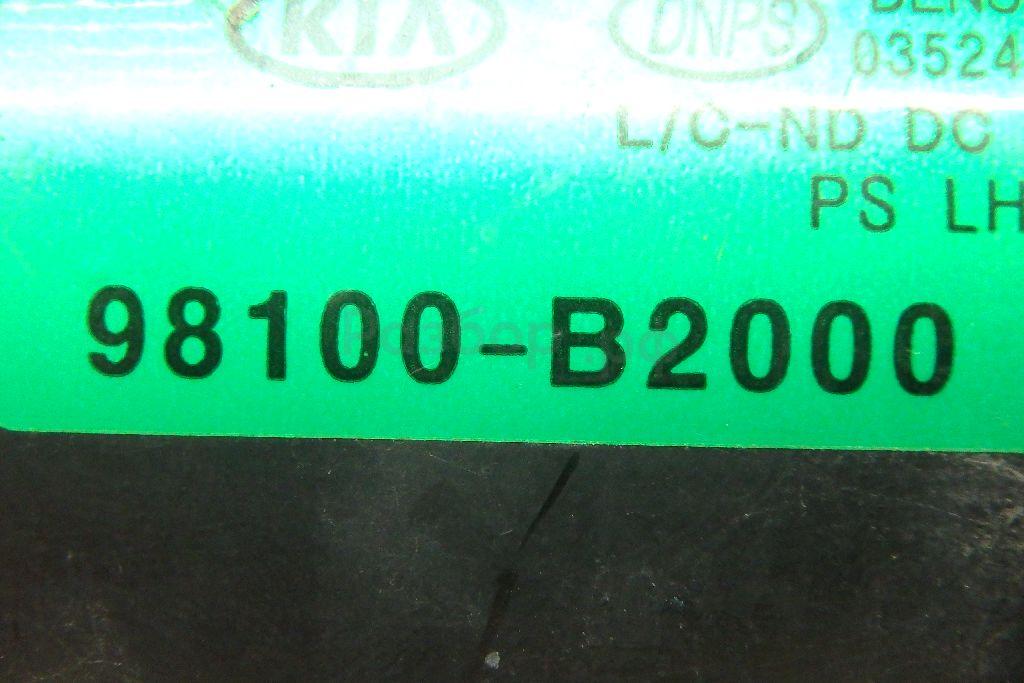 KIA DNPS
03524
L/C-ND DC
PS LH
98100-B2000